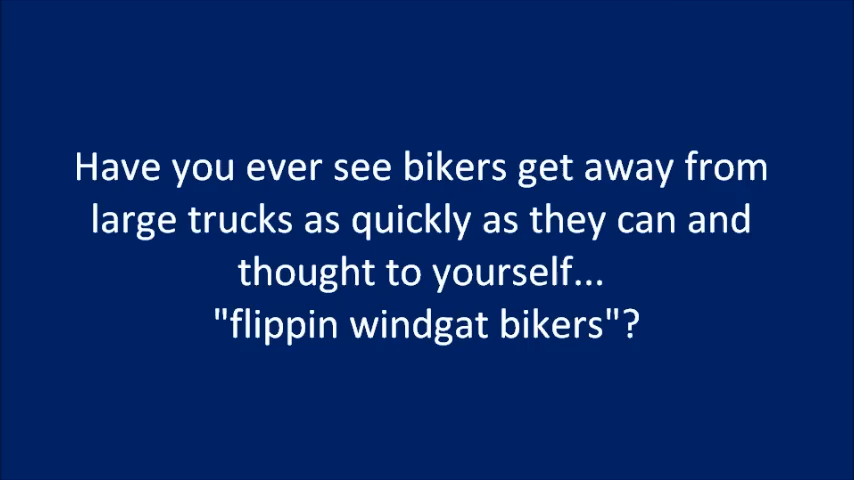 Have you ever see bikers get away from
large trucks as quickly as they can and
thought to yourself...
"flippin windgat bikers"?